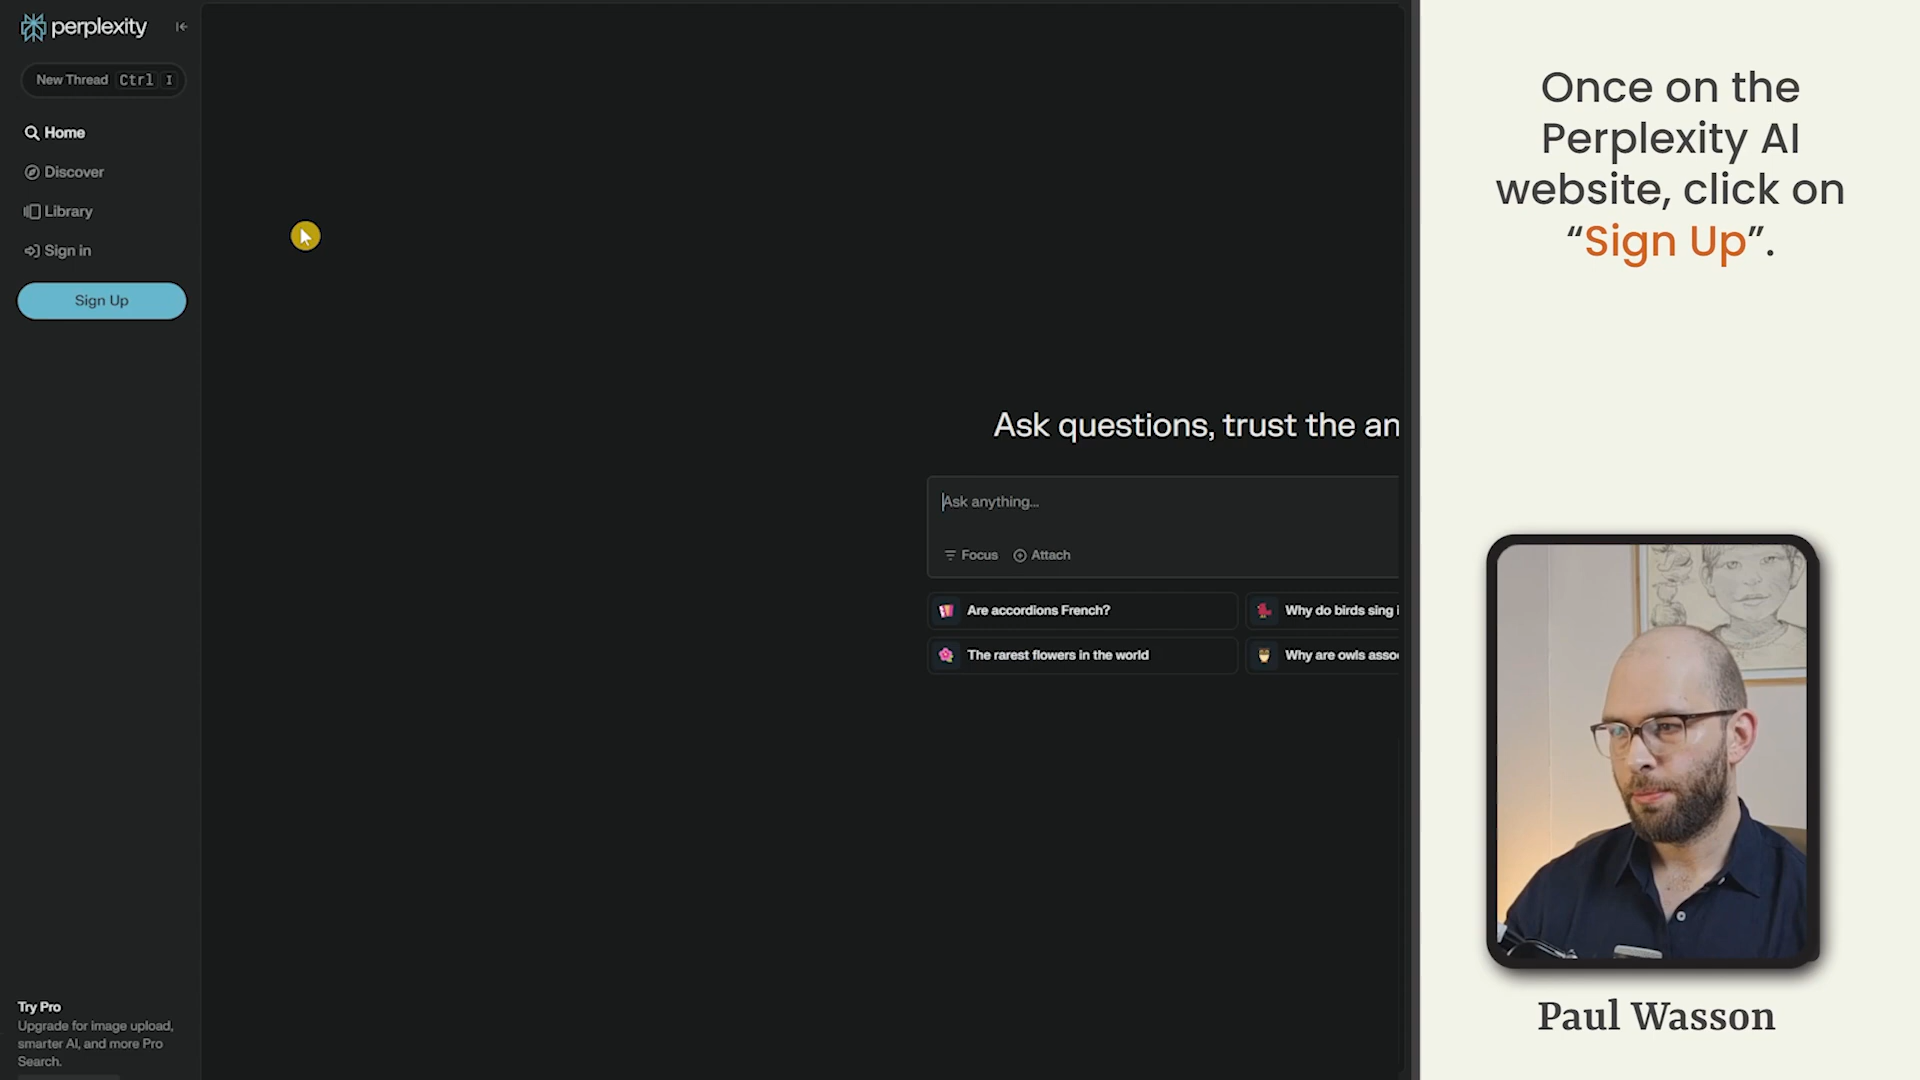 perplexity
New Thread Ctrl I
Home
Discover
Library
Sign in
Sign Up
Ask questions, trust the an
Ask anything...
Focus Attach
Are accordions French?
Why do birds sing i
The rarest flowers in the world
Why are owls asso
Try Pro
Upgrade for image upload,
smarter AI, and more Pro
Search.
Once on the
Perplexity AI
website, click on
“Sign Up”.
Paul Wasson